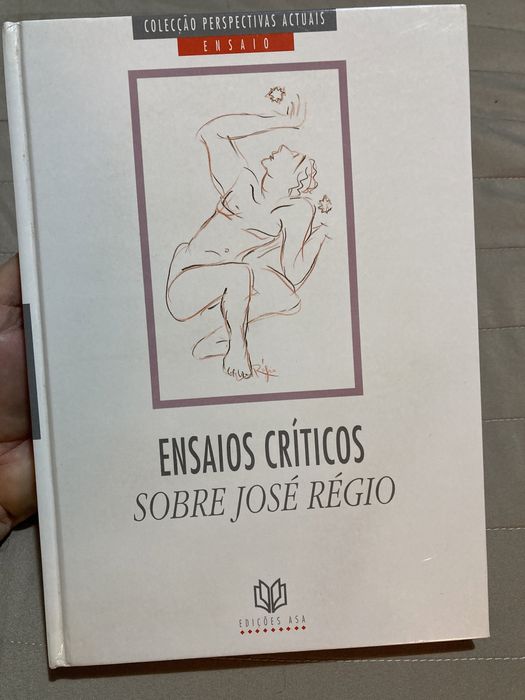 COLECÇÃO PERSPECTIVAS ACTUAIS
ENSAIO
ENSAIOS CRÍTICOS
SOBRE JOSÉ RÉGIO
EDIÇÕES ASA